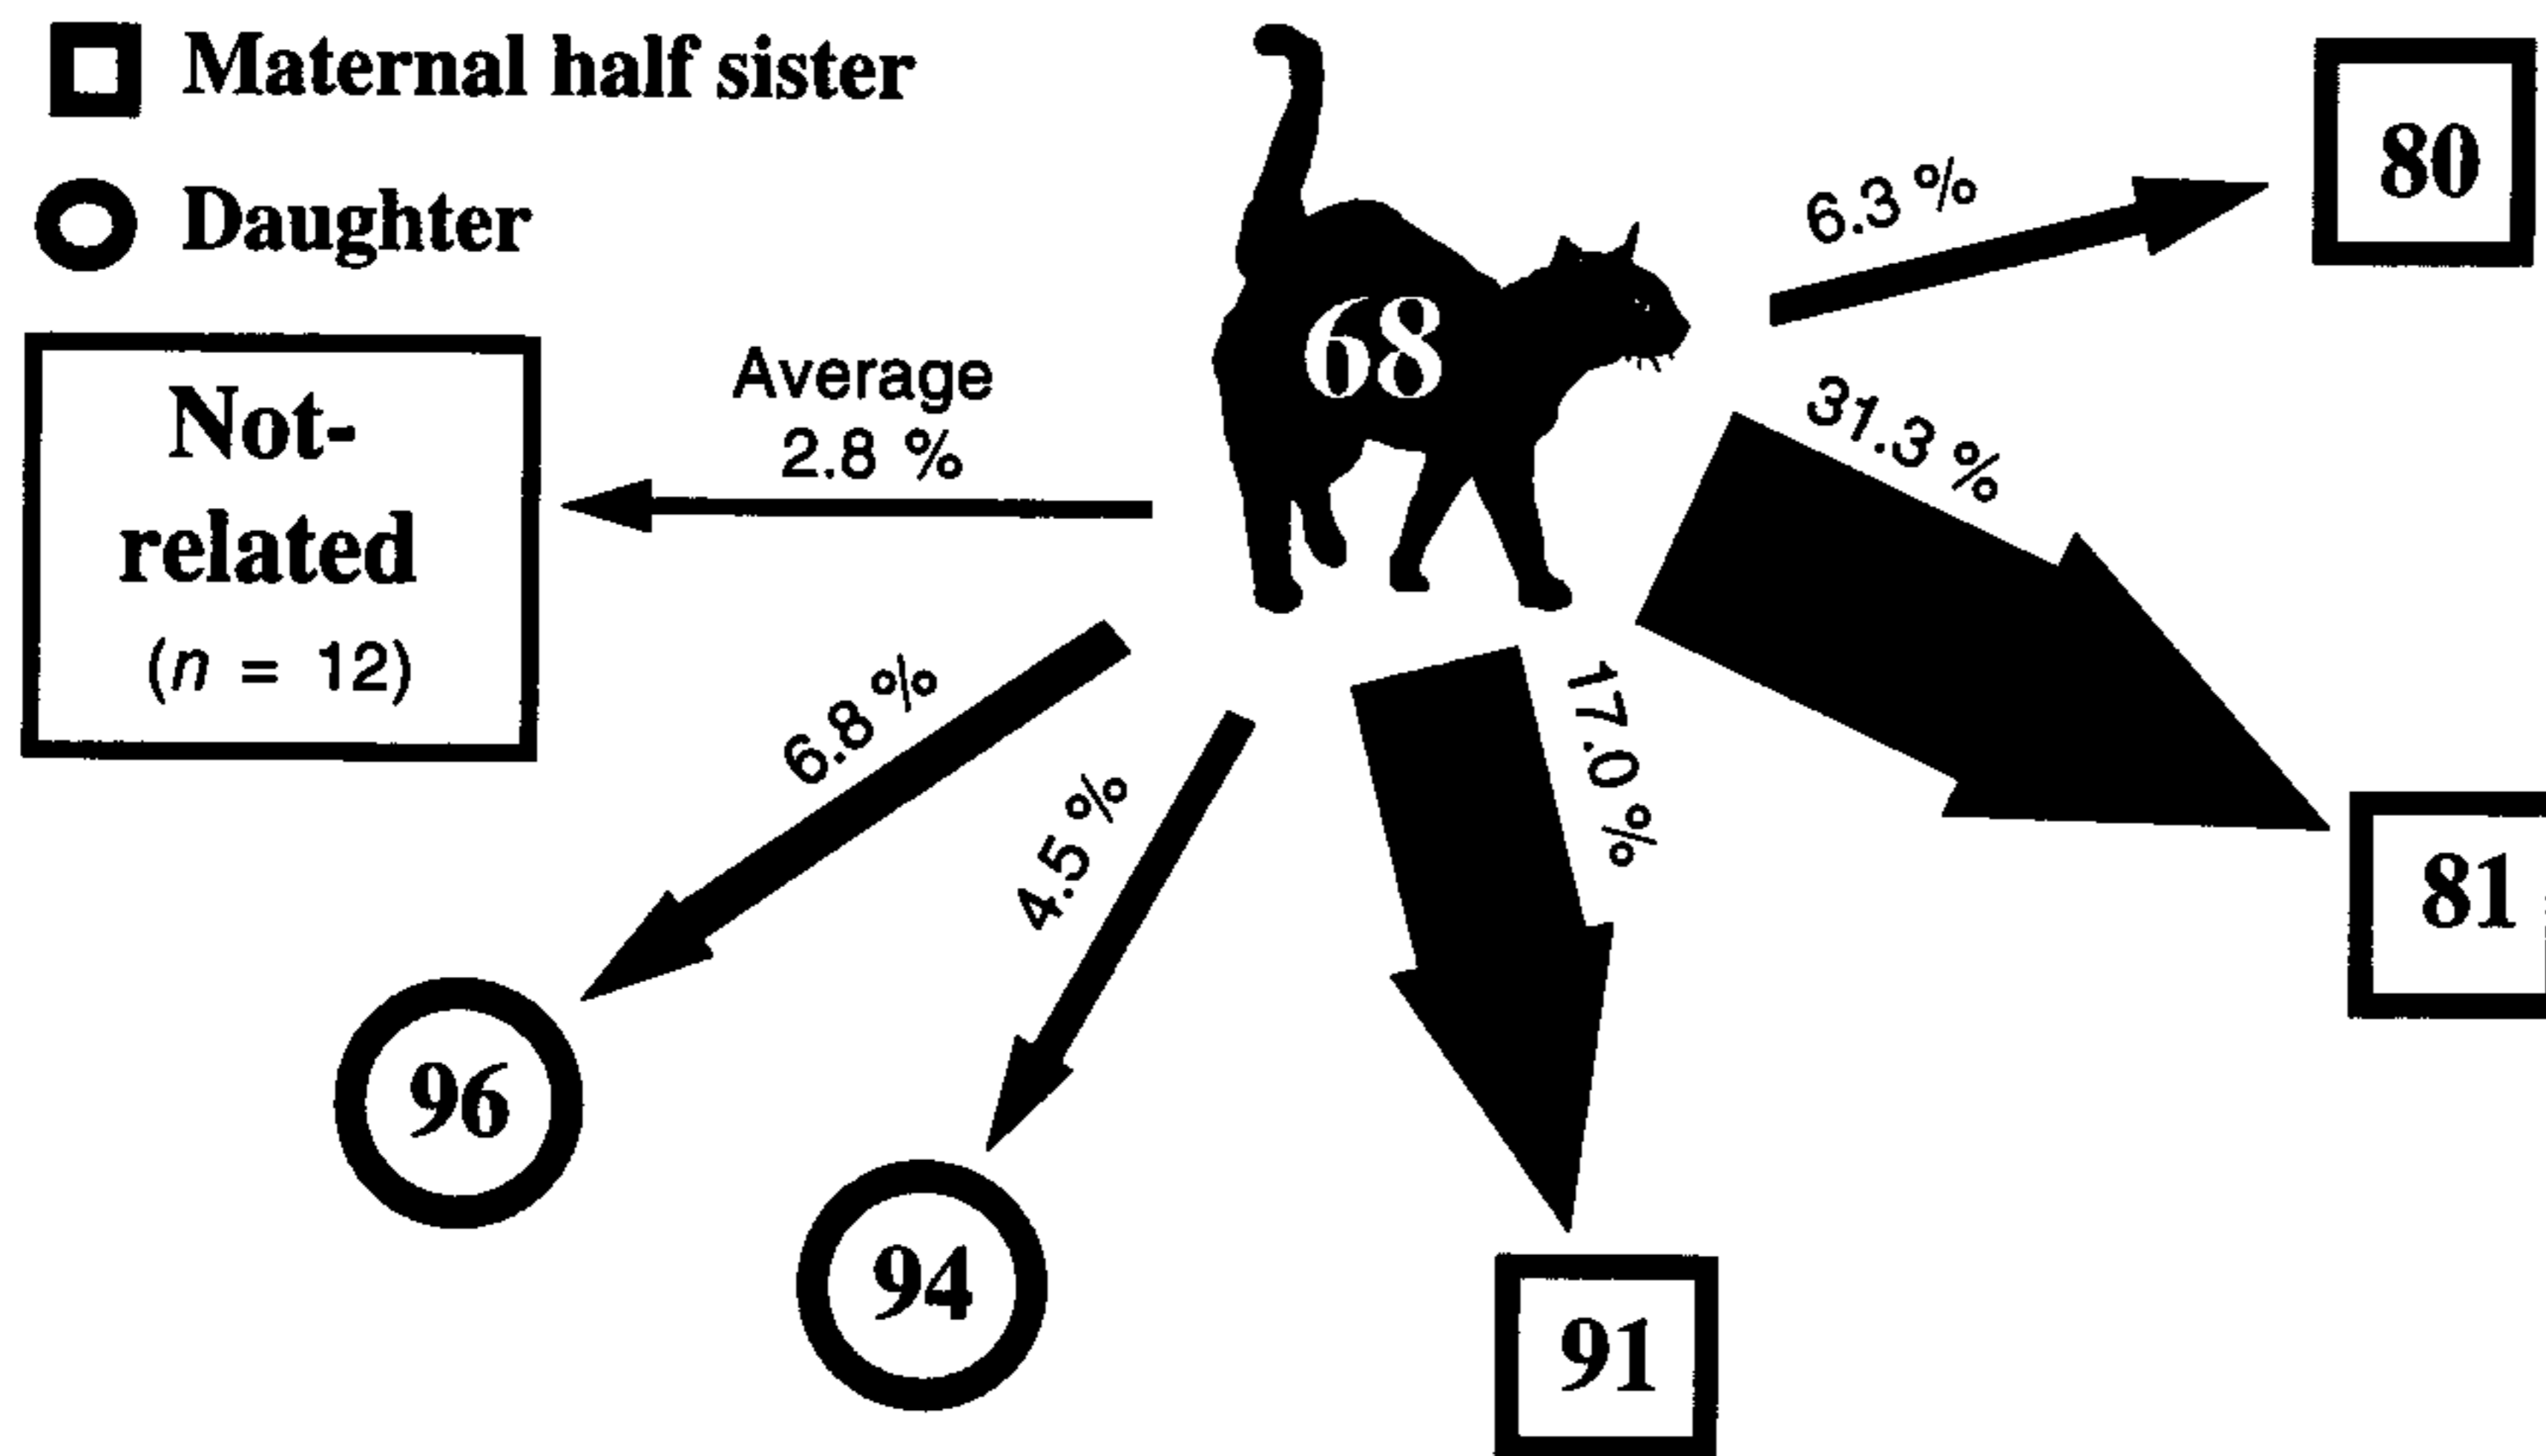 Maternal half sister
Daughter
Not-
related
(n = 12)
Average
2.8 %
68
6.3 %
80
31.3 %
81
17.0 %
91
4.5 %
94
6.8 %
96